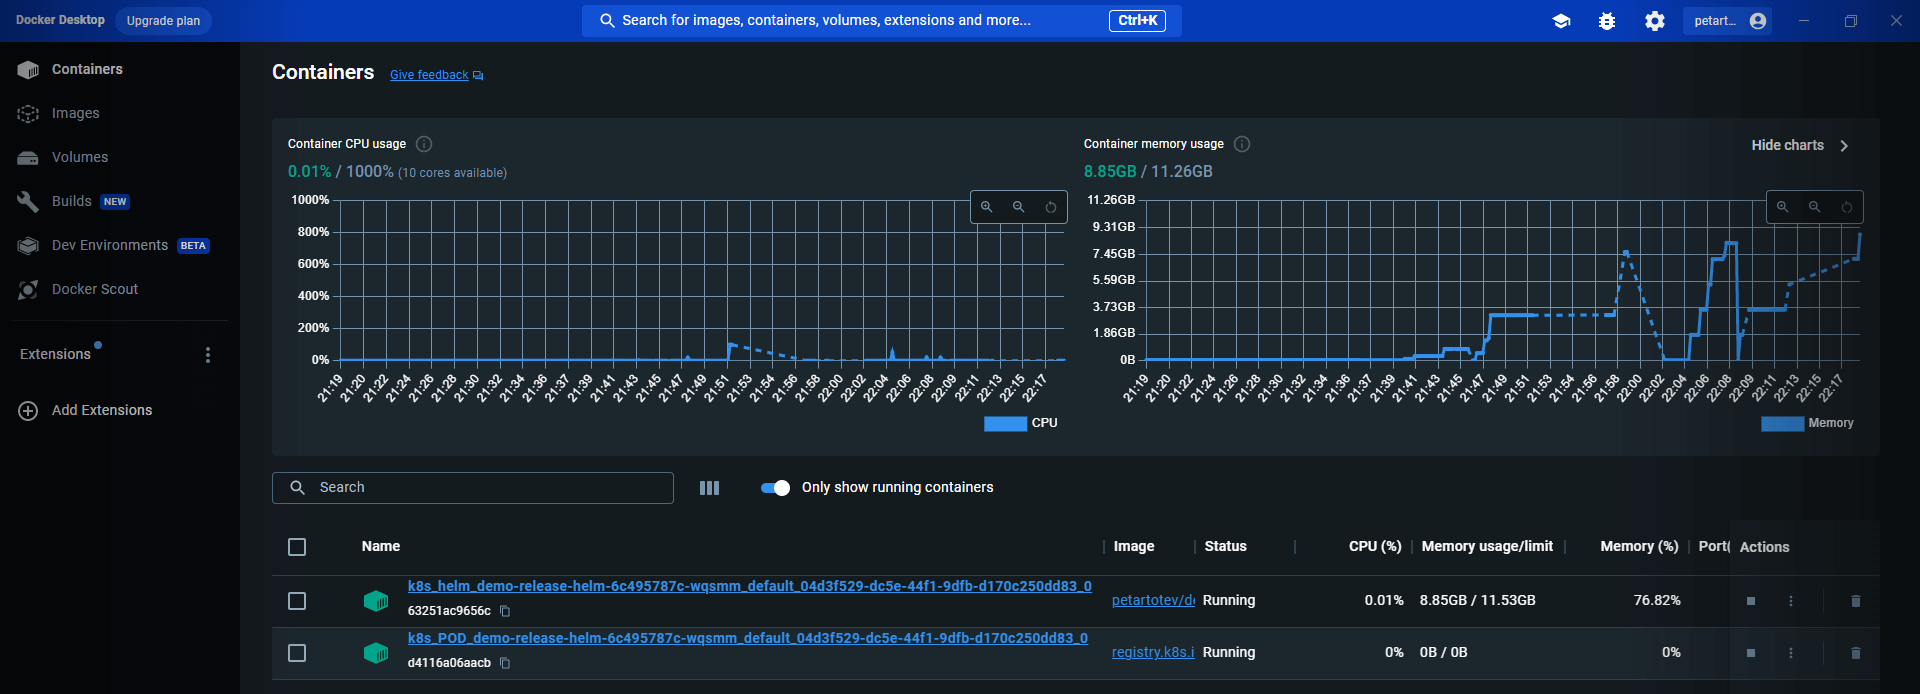 Docker Desktop Upgrade plan Search for images, containers, volumes, extensions and more... Ctrl+K petart...
Containers
Images
Volumes
Builds NEW
Dev Environments BETA
Docker Scout
Extensions
Add Extensions
Containers Give feedback
Container CPU usage
0.01% / 1000% (10 cores available)
1000%
800%
600%
400%
200%
0%
21:19 21:20 21:22 21:24 21:26 21:28 21:30 21:32 21:34 21:36 21:37 21:39 21:41 21:43 21:45 21:47 21:49 21:51 21:53 21:54 21:56 21:58 22:00 22:02 22:04 22:06 22:08 22:09 22:11 22:13 22:15 22:17
CPU
Container memory usage
Hide charts
8.85GB / 11.26GB
11.26GB
9.31GB
7.45GB
5.59GB
3.73GB
1.86GB
0B
21:19 21:20 21:22 21:24 21:26 21:28 21:30 21:32 21:34 21:36 21:37 21:39 21:41 21:43 21:45 21:47 21:49 21:51 21:53 21:54 21:56 21:58 22:00 22:02 22:04 22:06 22:08 22:09 22:11 22:13 22:15 22:17
Memory
Search
Only show running containers
Name Image Status CPU (%) Memory usage/limit Memory (%) Port( Actions
k8s_helm_demo-release-helm-6c495787c-wqsmm_default_04d3f529-dc5e-44f1-9dfb-d170c250dd83_0
63251ac9656c
petartotev/de Running 0.01% 8.85GB / 11.53GB 76.82%
k8s_POD_demo-release-helm-6c495787c-wqsmm_default_04d3f529-dc5e-44f1-9dfb-d170c250dd83_0
d4116a06aacb
registry.k8s.i Running 0% 0B / 0B 0%